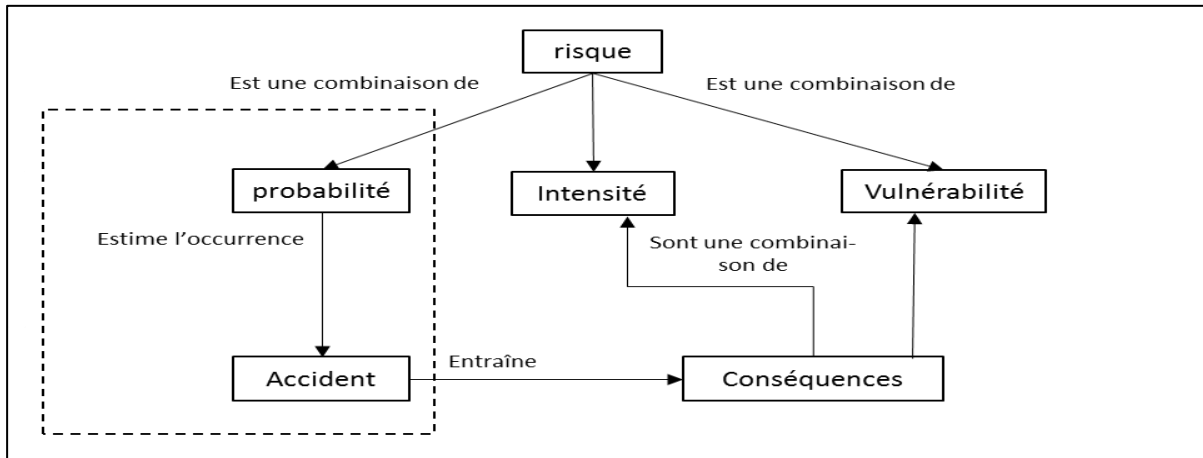 risque
Est une combinaison de
Est une combinaison de
probabilité
Intensité
Vulnérabilité
Estime l’occurrence
Sont une combinai-
son de
Accident
Entraîne
Conséquences